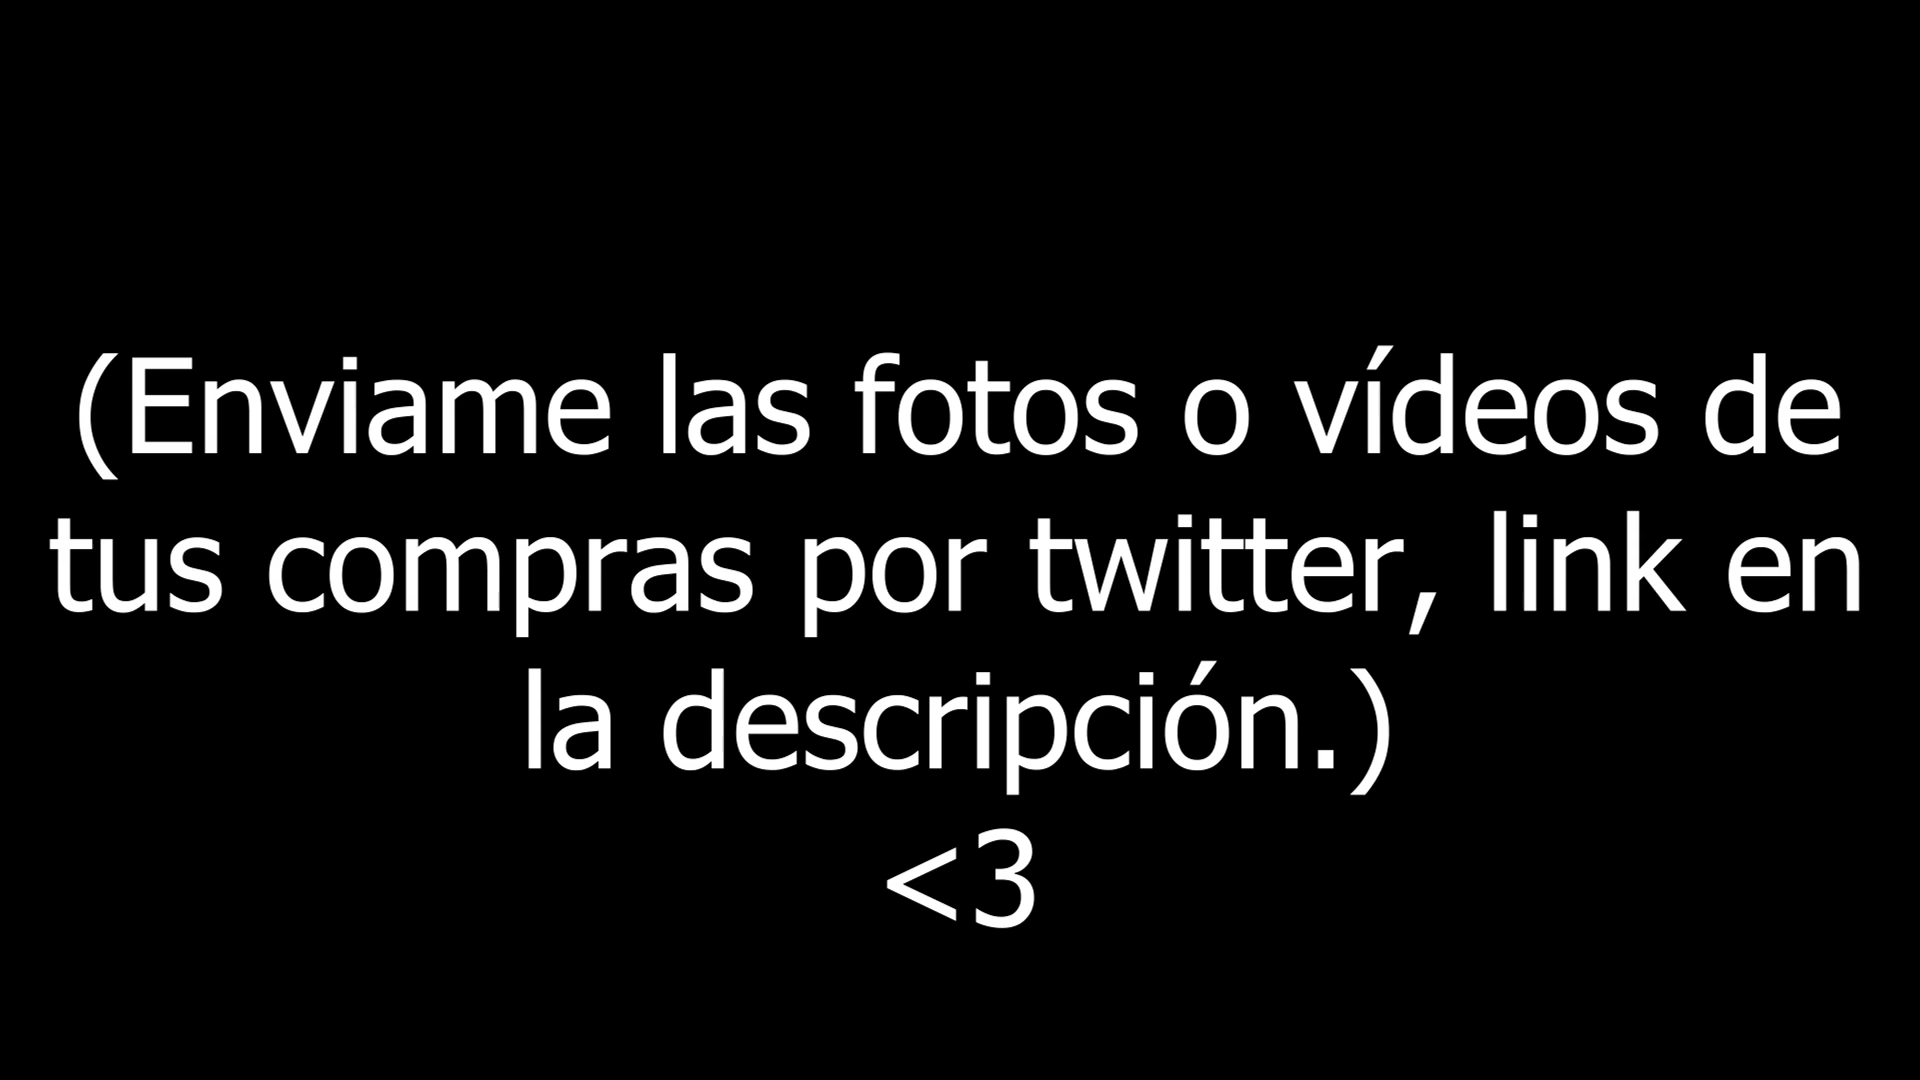 (Enviame las fotos o vídeos de
tus compras por twitter, link en
la descripción.)
<3